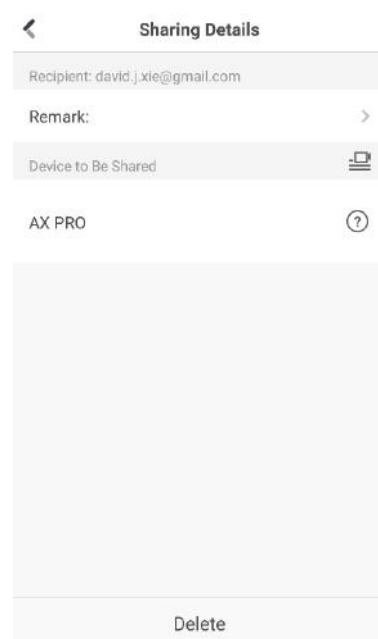 Sharing Details
Recipient: david.j.xie@gmail.com
Remark:
Device to Be Shared
AX PRO
Delete